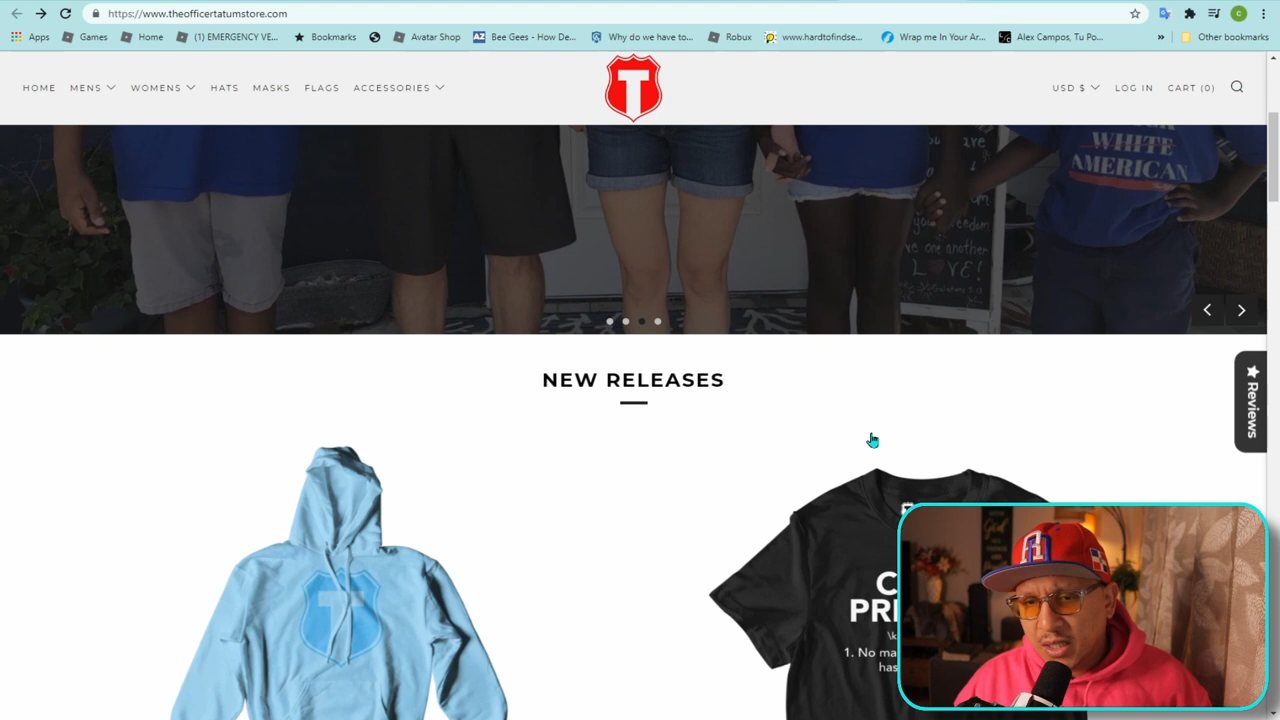 https://www.theofficertatumstore.com
Apps Games Home (1) EMERGENCY VE... Bookmarks Avatar Shop Bee Gees - How De... Why do we have to... Robux www.hardtofindse... Wrap me In Your Ar... Alex Campos, Tu Po... » Other bookmarks
HOME MENS WOMENS HATS MASKS FLAGS ACCESSORIES T USD $ LOG IN CART (0)
WHITE
AMERICAN
are
one another
LOVE!
NEW RELEASES
Reviews
T
C
PRI
1. No ma
has